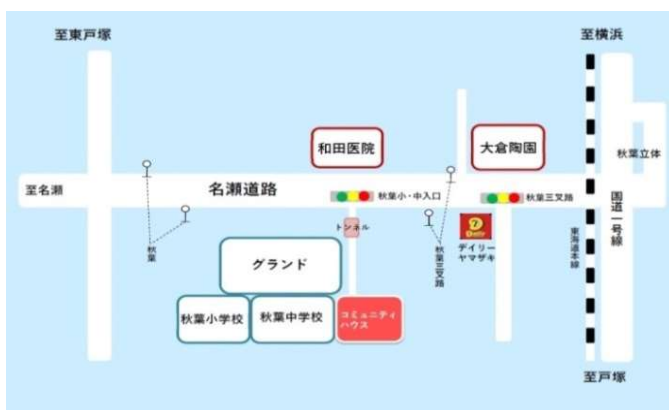 至東戸塚
至横浜
和田医院
大倉陶園
秋葉立体
至名瀬
名瀬道路
秋葉小・中入口
秋葉三叉路
国道一号線
トンネル
秋葉
秋葉三叉路
デイリー
ヤマザキ
東海道本線
グランド
秋葉小学校
秋葉中学校
コミュニティ
ハウス
至戸塚